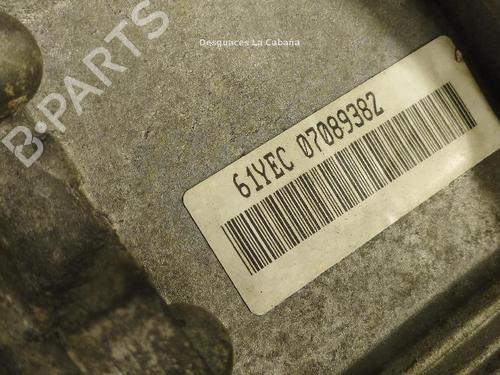 Desguaces La Cabaña
B-PARTS
61YEC 07089382